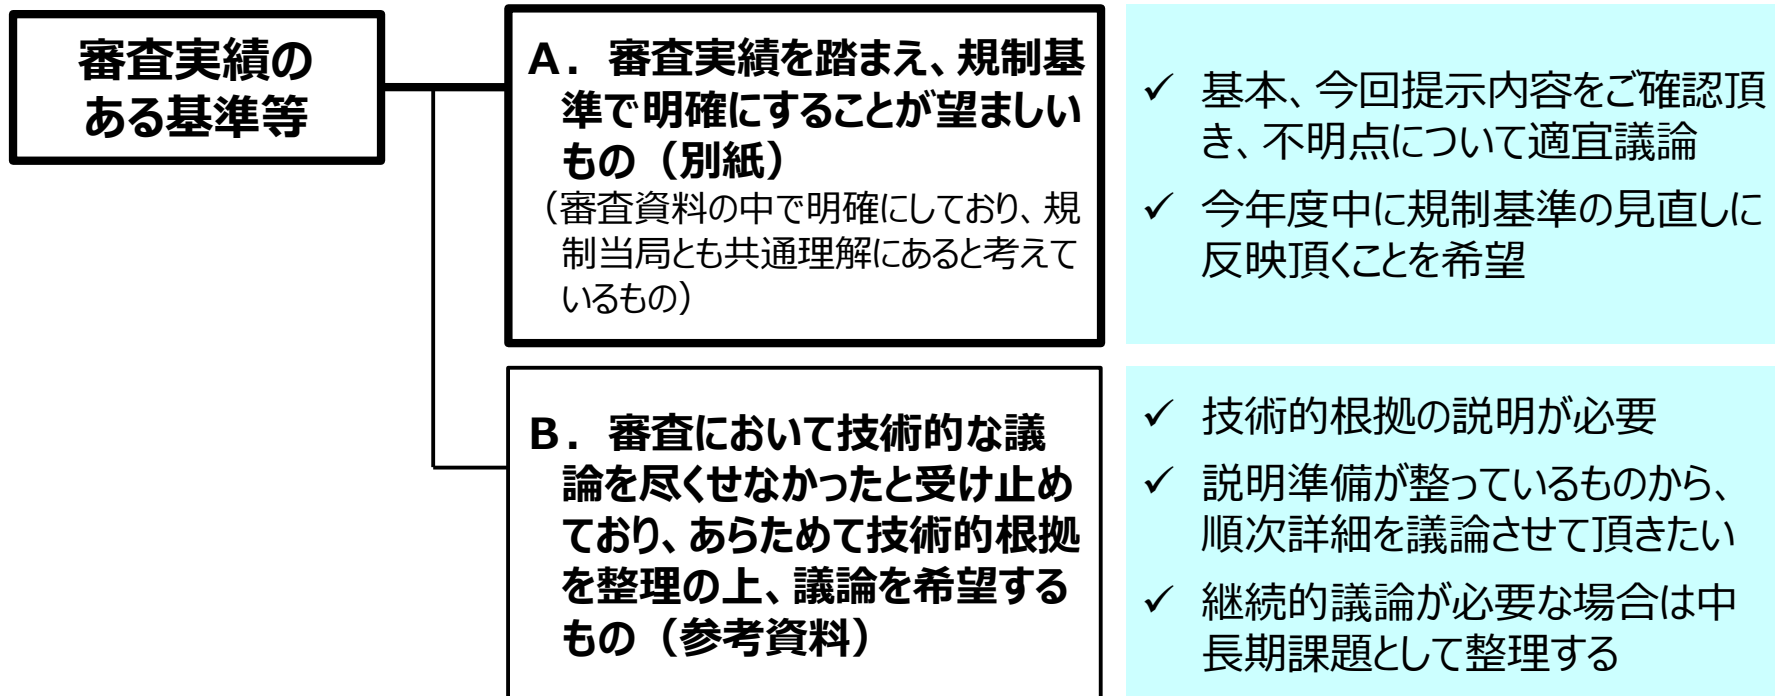 審査実績の
ある基準等
A．審査実績を踏まえ、規制基
準で明確にすることが望ましい
もの（別紙）
（審査資料の中で明確にしており、規
制当局とも共通理解にあると考えて
いるもの）
✓ 基本、今回提示内容をご確認頂
き、不明点について適宜議論
✓ 今年度中に規制基準の見直しに
反映頂くことを希望
B．審査において技術的な議
論を尽くせなかったと受け止め
ており、あらためて技術的根拠
を整理の上、議論を希望する
もの（参考資料）
✓ 技術的根拠の説明が必要
✓ 説明準備が整っているものから、
順次詳細を議論させて頂きたい
✓ 継続的議論が必要な場合は中
長期課題として整理する